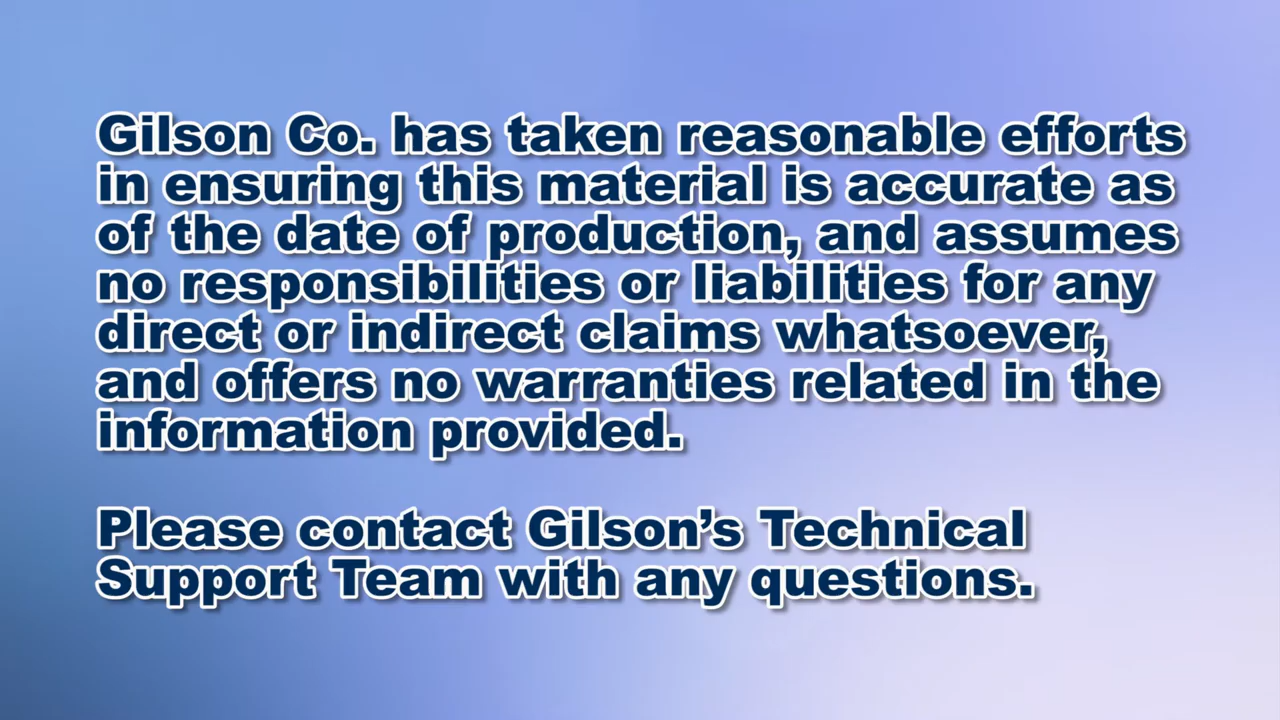 Gilson Co. has taken reasonable efforts
in ensuring this material is accurate as
of the date of production, and assumes
no responsibilities or liabilities for any
direct or indirect claims whatsoever,
and offers no warranties related in the
information provided.
Please contact Gilson’s Technical
Support Team with any questions.